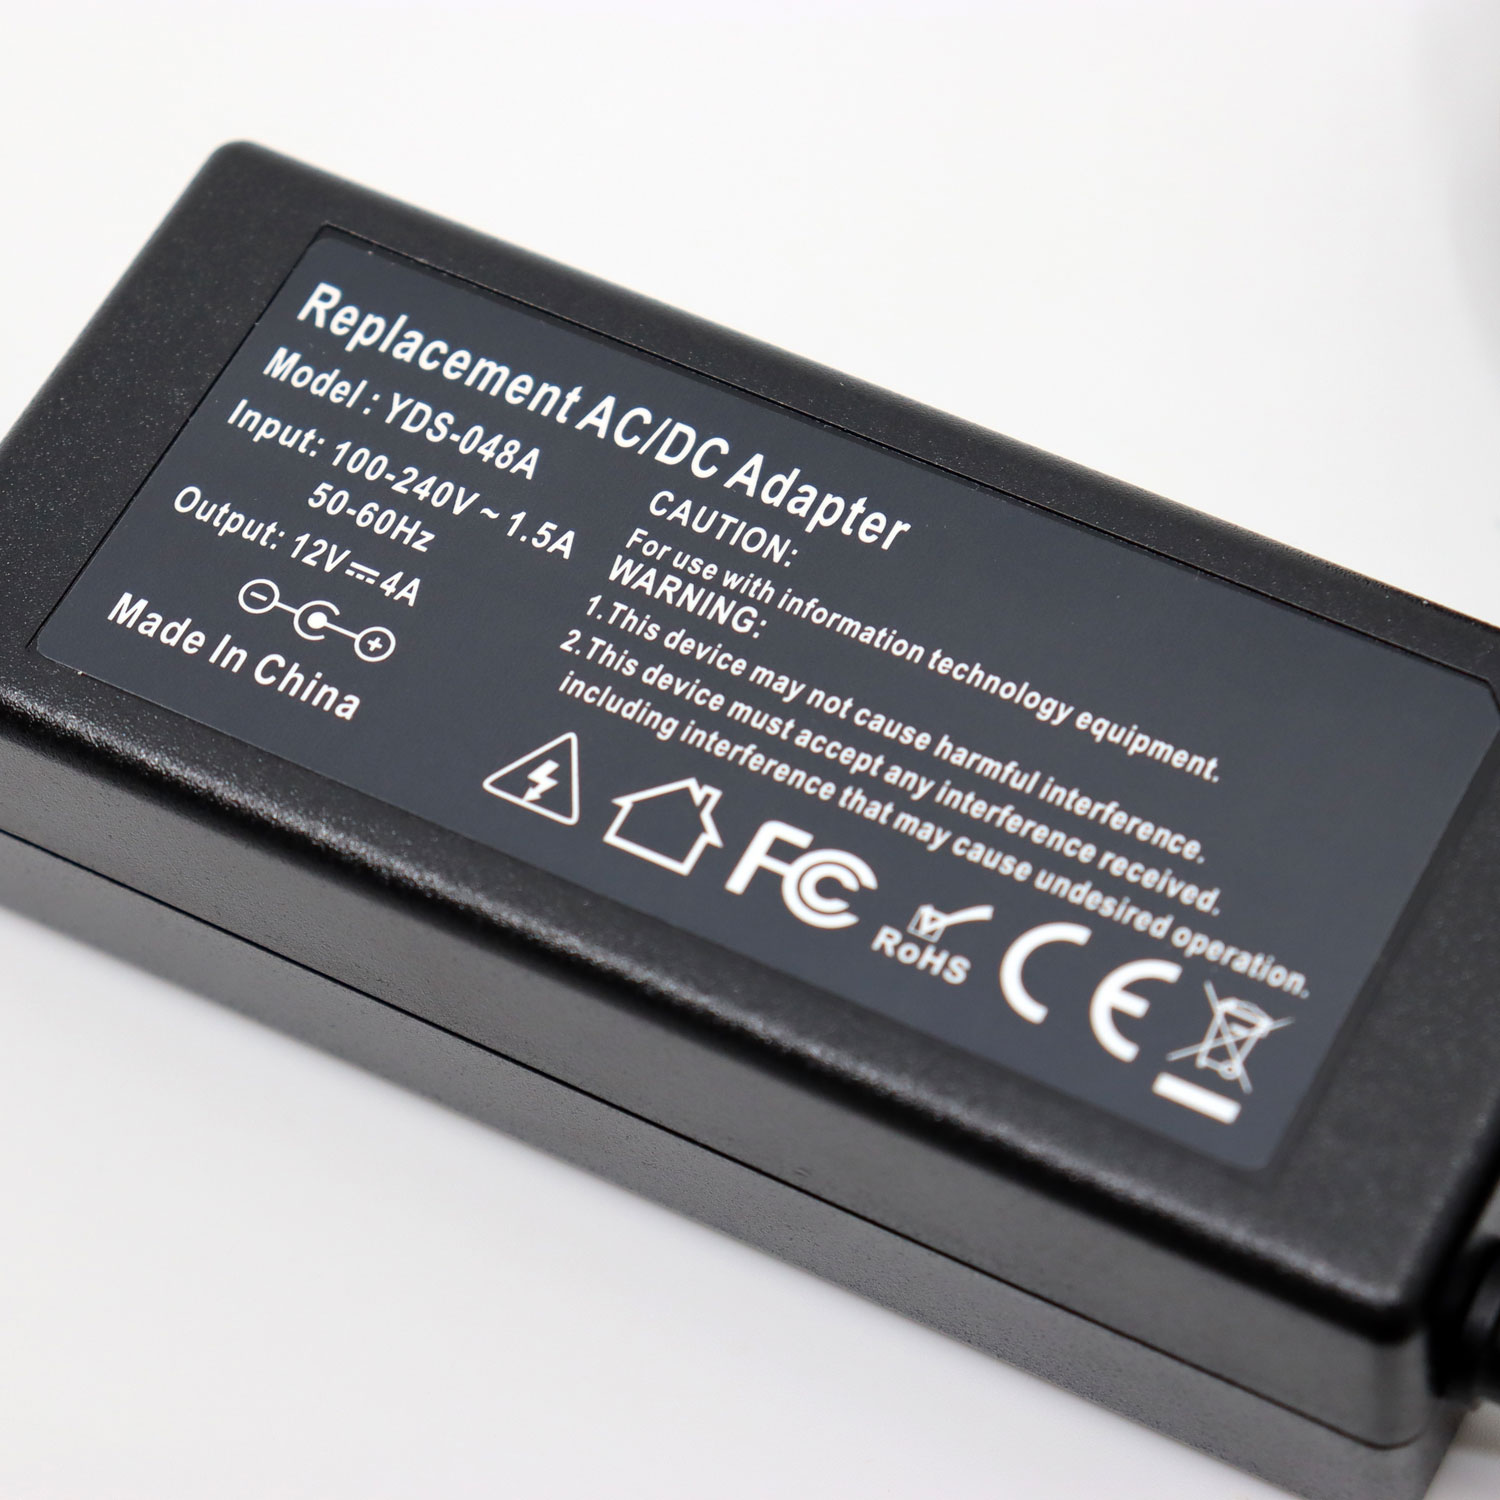 Replacement AC/DC Adapter
Model : YDS-048A
Input: 100-240V ~ 1.5A
50-60Hz
Output: 12V⎓4A
Made In China
CAUTION:
For use with information technology equipment.
WARNING:
1.This device may not cause harmful interference.
2.This device must accept any interference received.
including interference that may cause undesired operation.
FC
RoHS
CE